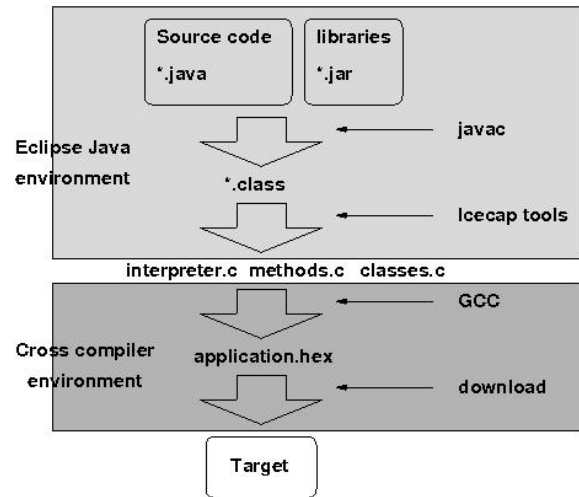 Source code
*.java
libraries
*.jar
javac
Eclipse Java
environment
*.class
Icecap tools
interpreter.c methods.c classes.c
GCC
Cross compiler
environment
application.hex
download
Target